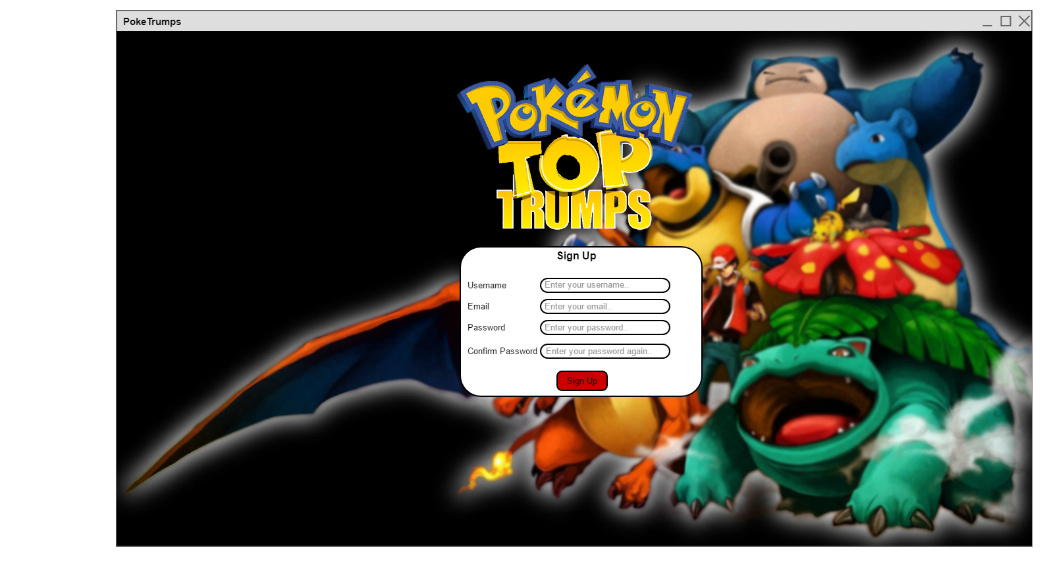 PokeTrumps
POKéMON
TOP
TRUMPS
Sign Up
Username Enter your username..
Email Enter your email..
Password Enter your password..
Confirm Password Enter your password again..
Sign Up